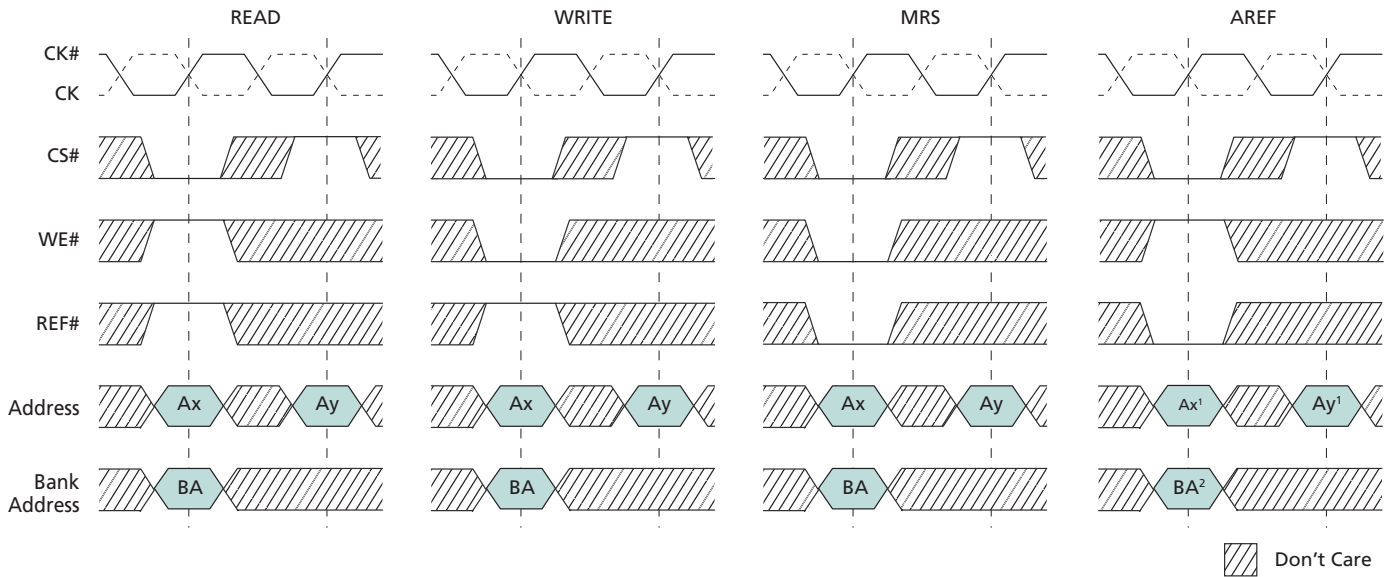 READ WRITE MRS AREF
CK#
CK
CS#
WE#
REF#
Address Ax Ay Ax Ay Ax Ay Ax¹ Ay¹
Bank
Address BA BA BA BA²
Don't Care